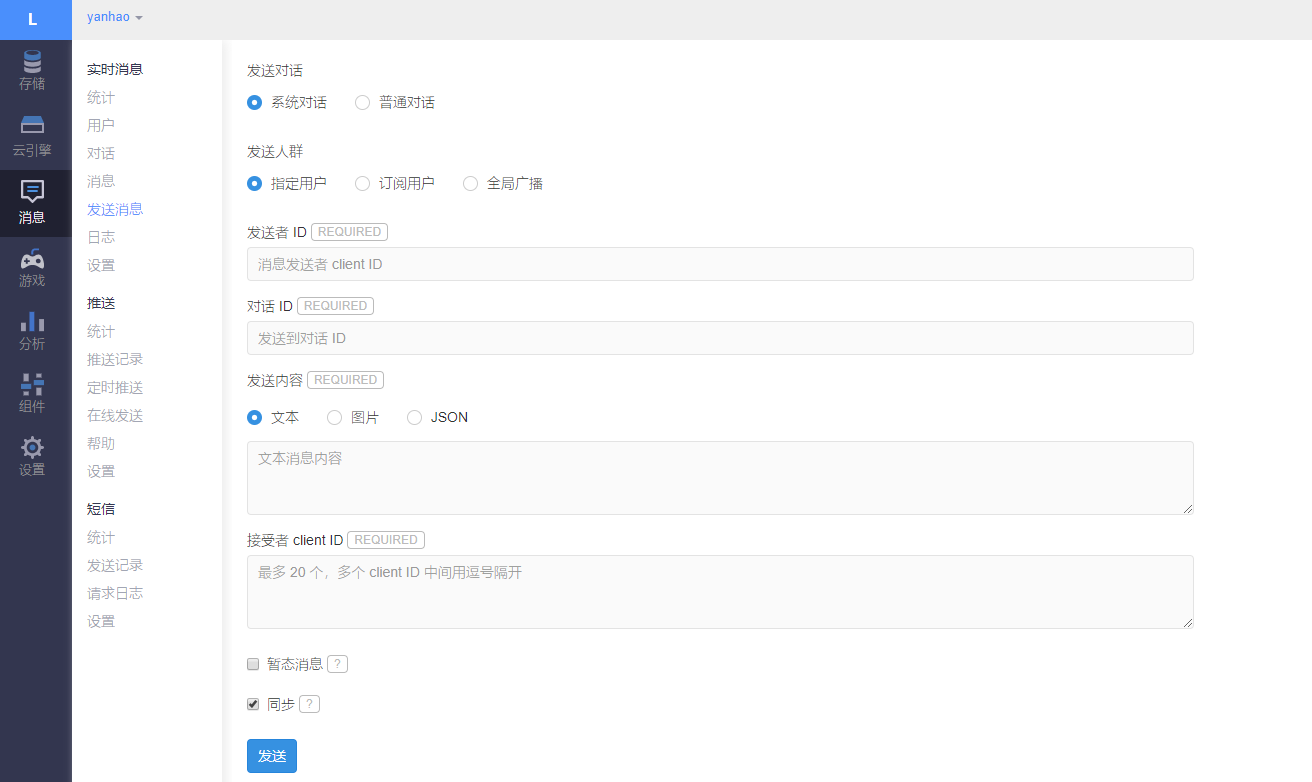 L
yanhao
存储
云引擎
消息
游戏
分析
组件
设置
实时消息
统计
用户
对话
消息
发送消息
日志
设置
推送
统计
推送记录
定时推送
在线发送
帮助
设置
短信
统计
发送记录
请求日志
设置
发送对话
系统对话 普通对话
发送人群
指定用户 订阅用户 全局广播
发送者 ID REQUIRED
消息发送者 client ID
对话 ID REQUIRED
发送到对话 ID
发送内容 REQUIRED
文本 图片 JSON
文本消息内容
接受者 client ID REQUIRED
最多 20 个，多个 client ID 中间用逗号隔开
暂态消息 ?
同步 ?
发送